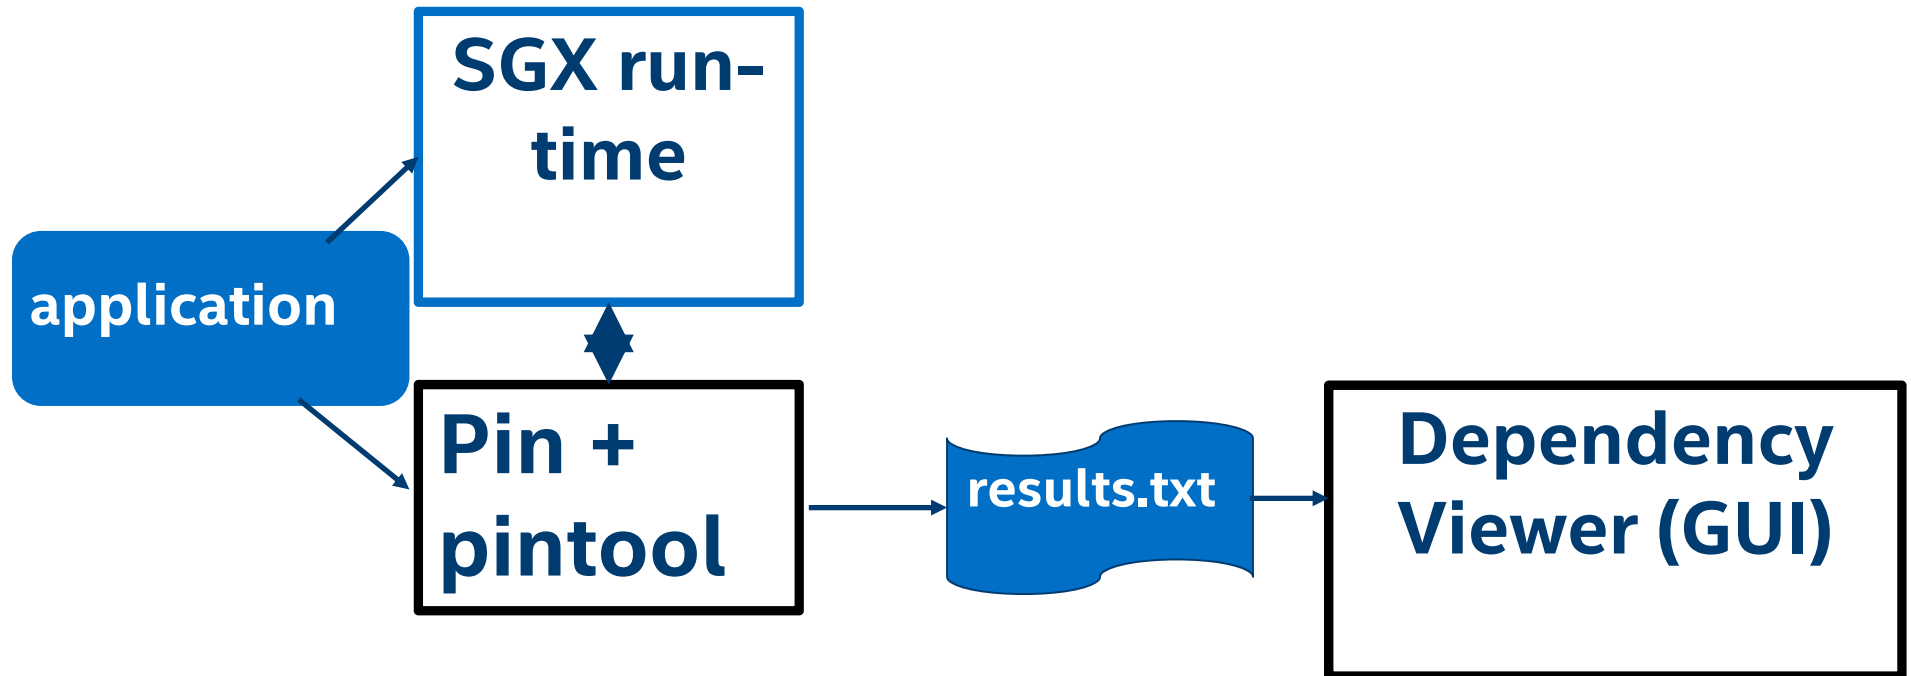 SGX run-
time
application
Pin +
pintool
results.txt
Dependency
Viewer (GUI)